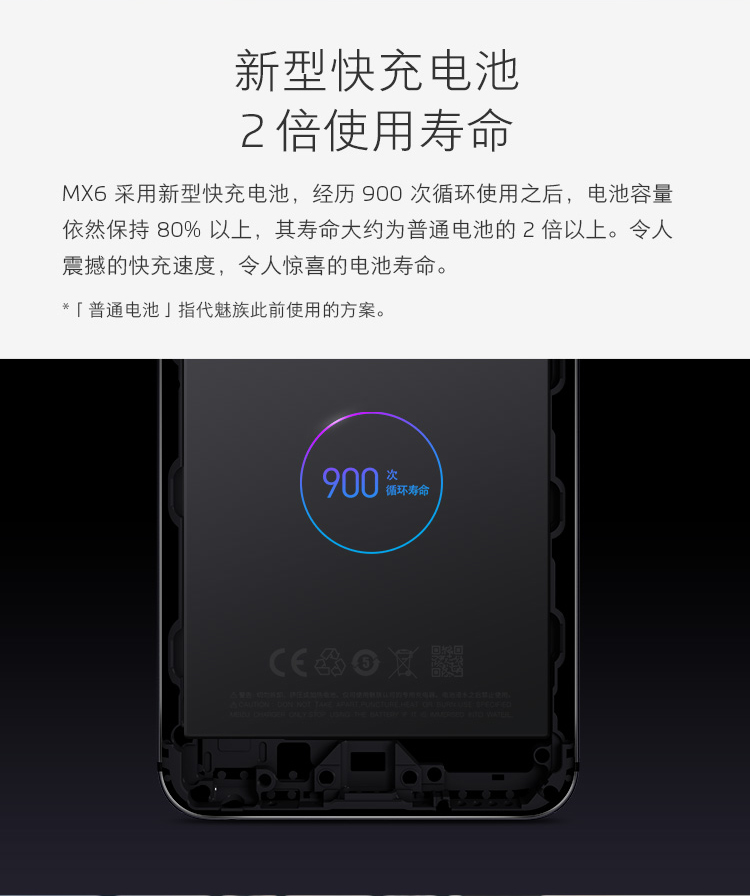 新型快充电池
2 倍使用寿命
MX6 采用新型快充电池，经历 900 次循环使用之后，电池容量
依然保持 80% 以上，其寿命大约为普通电池的 2 倍以上。令人
震撼的快充速度，令人惊喜的电池寿命。
*「普通电池」指代魅族此前使用的方案。
900 次
循环寿命